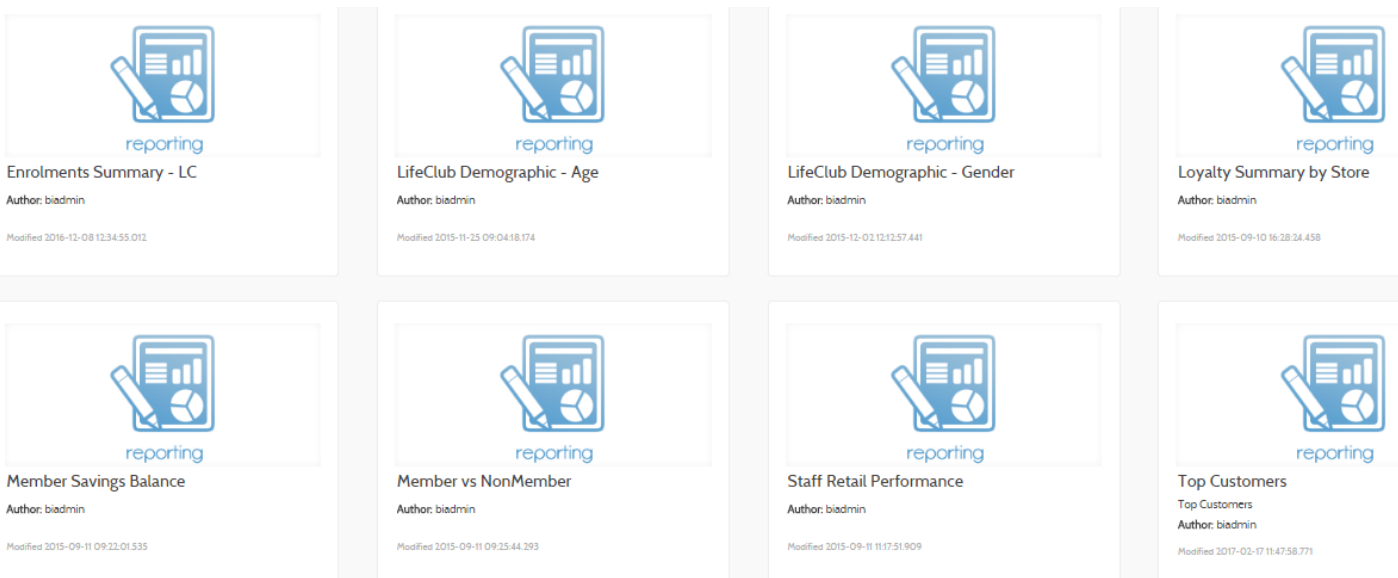 reporting
Enrolments Summary - LC
Author: biadmin
Modified 2016-12-08 12:34:55.012
reporting
LifeClub Demographic - Age
Author: biadmin
Modified 2015-11-25 09:04:18.174
reporting
LifeClub Demographic - Gender
Author: biadmin
Modified 2015-12-02 12:12:57.441
reporting
Loyalty Summary by Store
Author: biadmin
Modified 2015-09-10 16:28:24.458
reporting
Member Savings Balance
Author: biadmin
Modified 2015-09-11 09:22:01.535
reporting
Member vs NonMember
Author: biadmin
Modified 2015-09-11 09:25:44.293
reporting
Staff Retail Performance
Author: biadmin
Modified 2015-09-11 11:17:51.909
reporting
Top Customers
Top Customers
Author: biadmin
Modified 2017-02-17 11:47:58.771